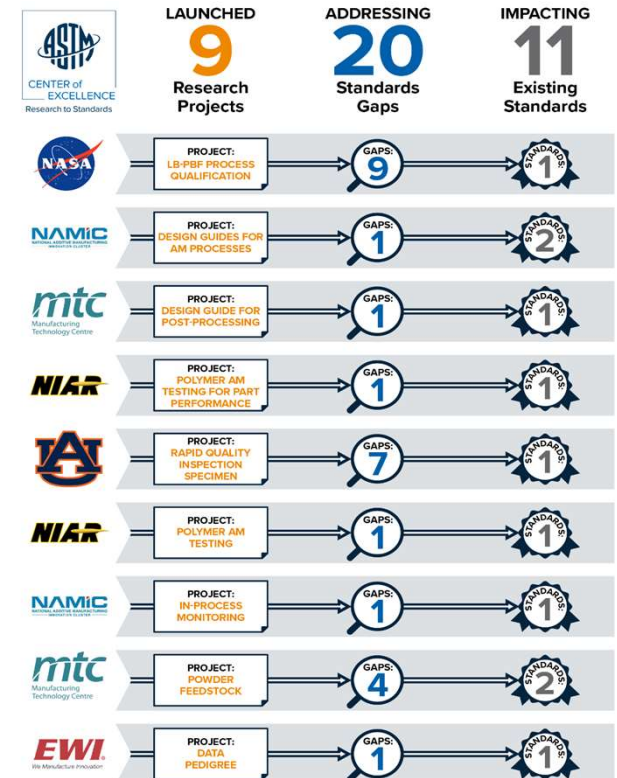 ASTM
CENTER of
EXCELLENCE
Research to Standards
LAUNCHED
9
Research
Projects
ADDRESSING
20
Standards
Gaps
IMPACTING
11
Existing
Standards
NASA
PROJECT:
LB-PBF PROCESS
QUALIFICATION
GAPS:
9
STANDARDS:
1
NAMIC
NATIONAL ADDITIVE MANUFACTURING
INNOVATION CLUSTER
PROJECT:
DESIGN GUIDES FOR
AM PROCESSES
GAPS:
1
STANDARDS:
2
mtc
Manufacturing
Technology Centre
PROJECT:
DESIGN GUIDE FOR
POST-PROCESSING
GAPS:
1
STANDARDS:
1
NIAR
PROJECT:
POLYMER AM
TESTING FOR PART
PERFORMANCE
GAPS:
1
STANDARDS:
1
AU
PROJECT:
RAPID QUALITY
INSPECTION
SPECIMEN
GAPS:
7
STANDARDS:
1
NIAR
PROJECT:
POLYMER AM
TESTING
GAPS:
1
STANDARDS:
1
NAMIC
NATIONAL ADDITIVE MANUFACTURING
INNOVATION CLUSTER
PROJECT:
IN-PROCESS
MONITORING
GAPS:
1
STANDARDS:
1
mtc
Manufacturing
Technology Centre
PROJECT:
POWDER
FEEDSTOCK
GAPS:
4
STANDARDS:
2
EWI
We Manufacture Innovation
PROJECT:
DATA
PEDIGREE
GAPS:
1
STANDARDS:
1